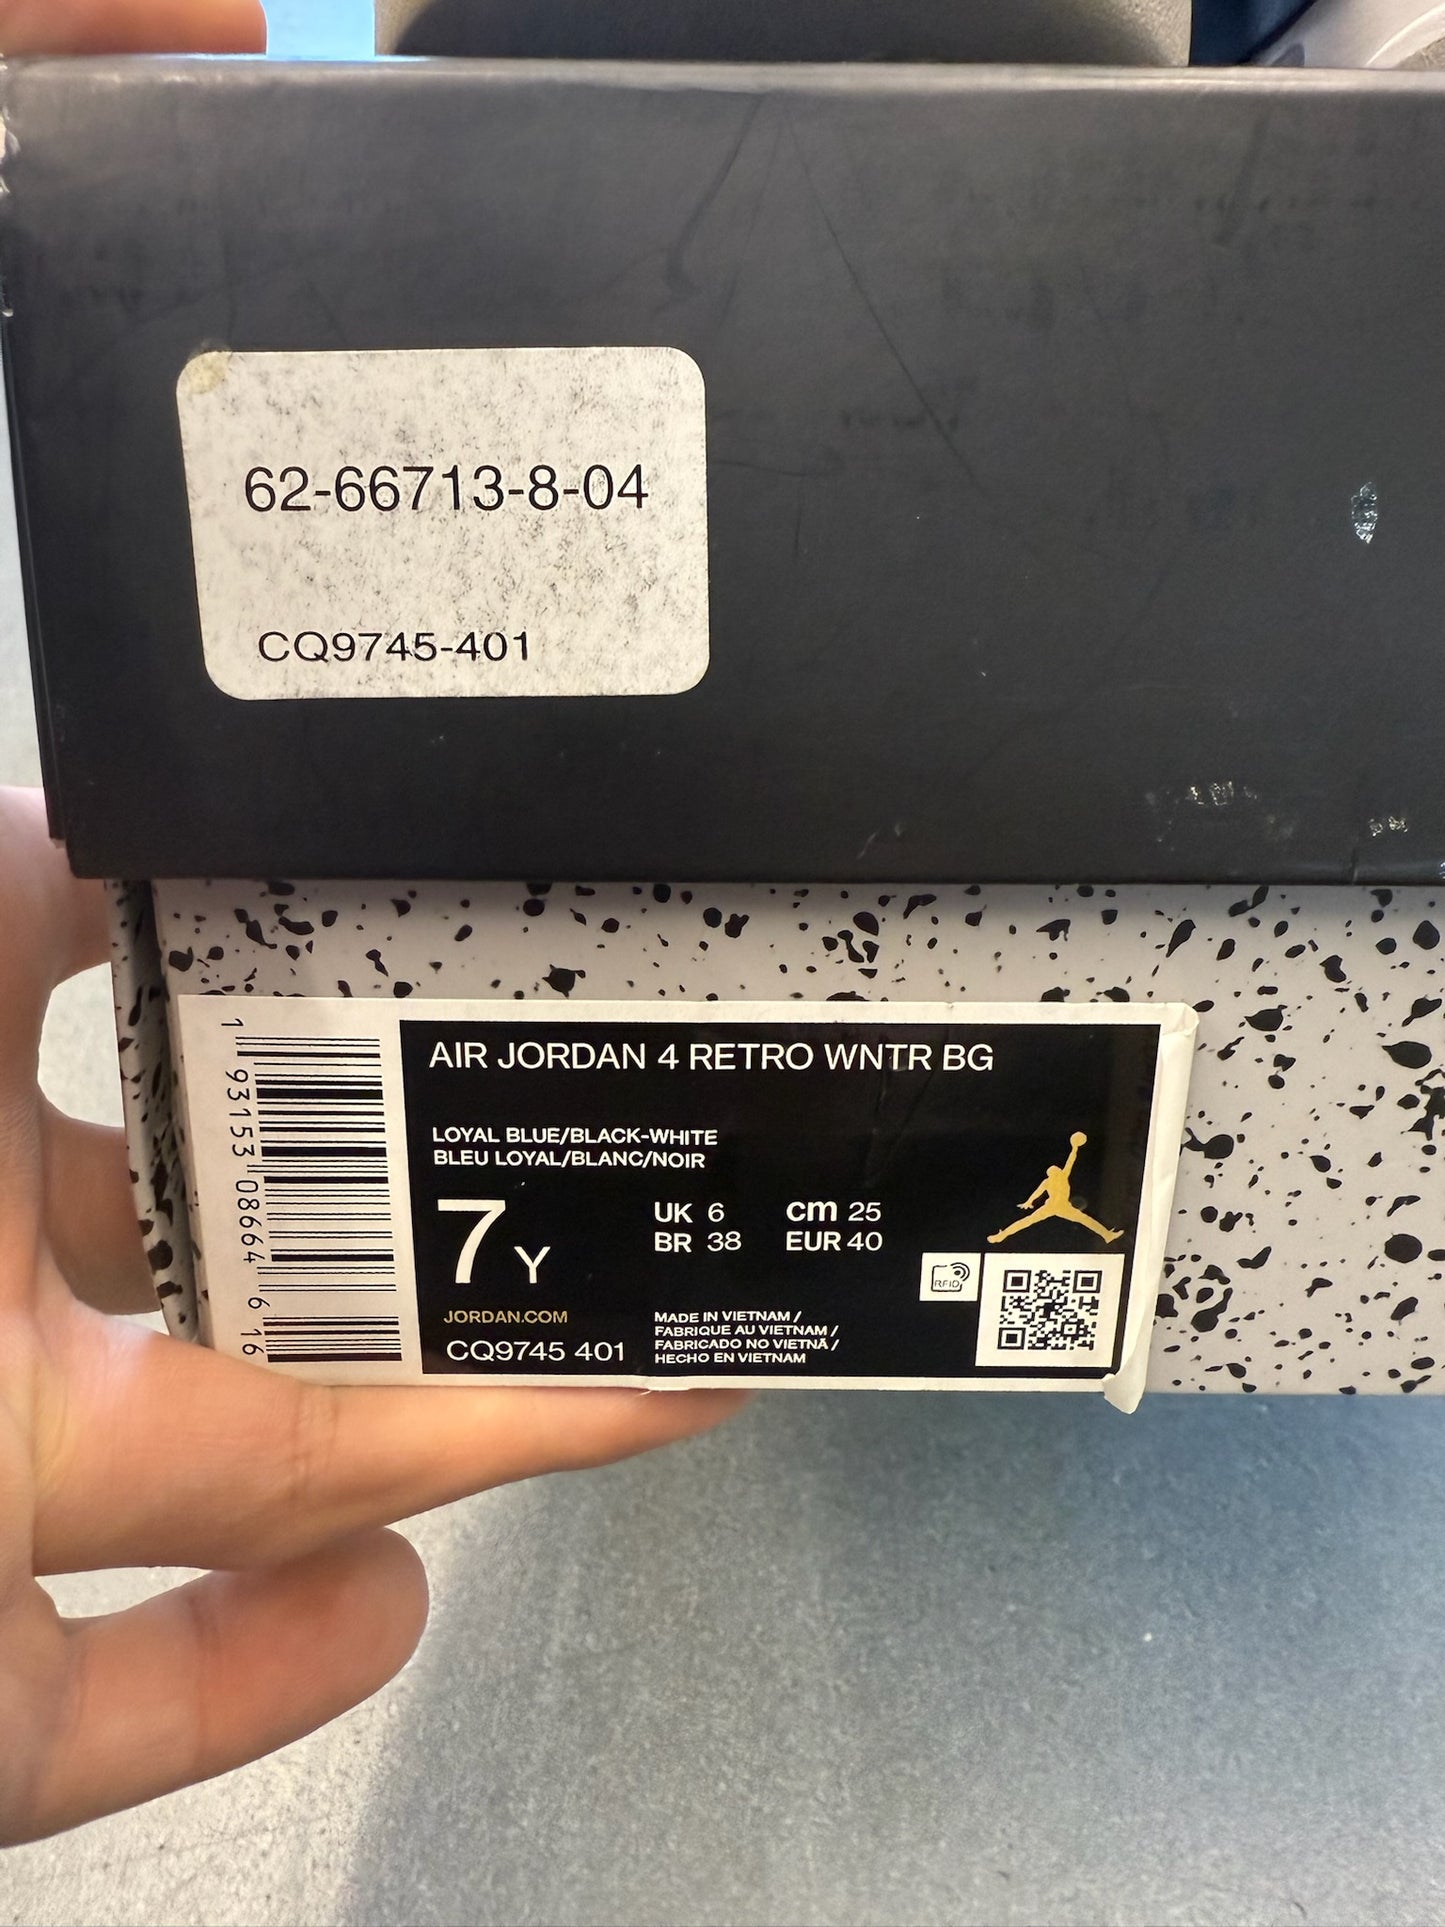 62-66713-8-04
CQ9745-401
1 93153 08664 6 16
AIR JORDAN 4 RETRO WNTR BG
LOYAL BLUE/BLACK-WHITE
BLEU LOYAL/BLANC/NOIR
7Y
UK 6 cm 25
BR 38 EUR 40
JORDAN.COM
CQ9745 401
MADE IN VIETNAM /
FABRIQUE AU VIETNAM /
FABRICADO NO VIETNÃ /
HECHO EN VIETNAM
RFID